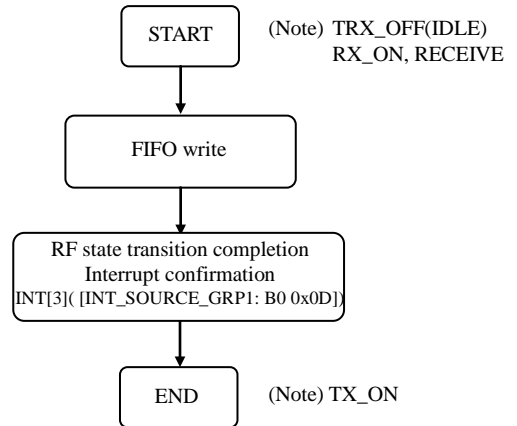 START
(Note) TRX_OFF(IDLE)
RX_ON, RECEIVE
FIFO write
RF state transition completion
Interrupt confirmation
INT[3]( [INT_SOURCE_GRP1: B0 0x0D])
END
(Note) TX_ON